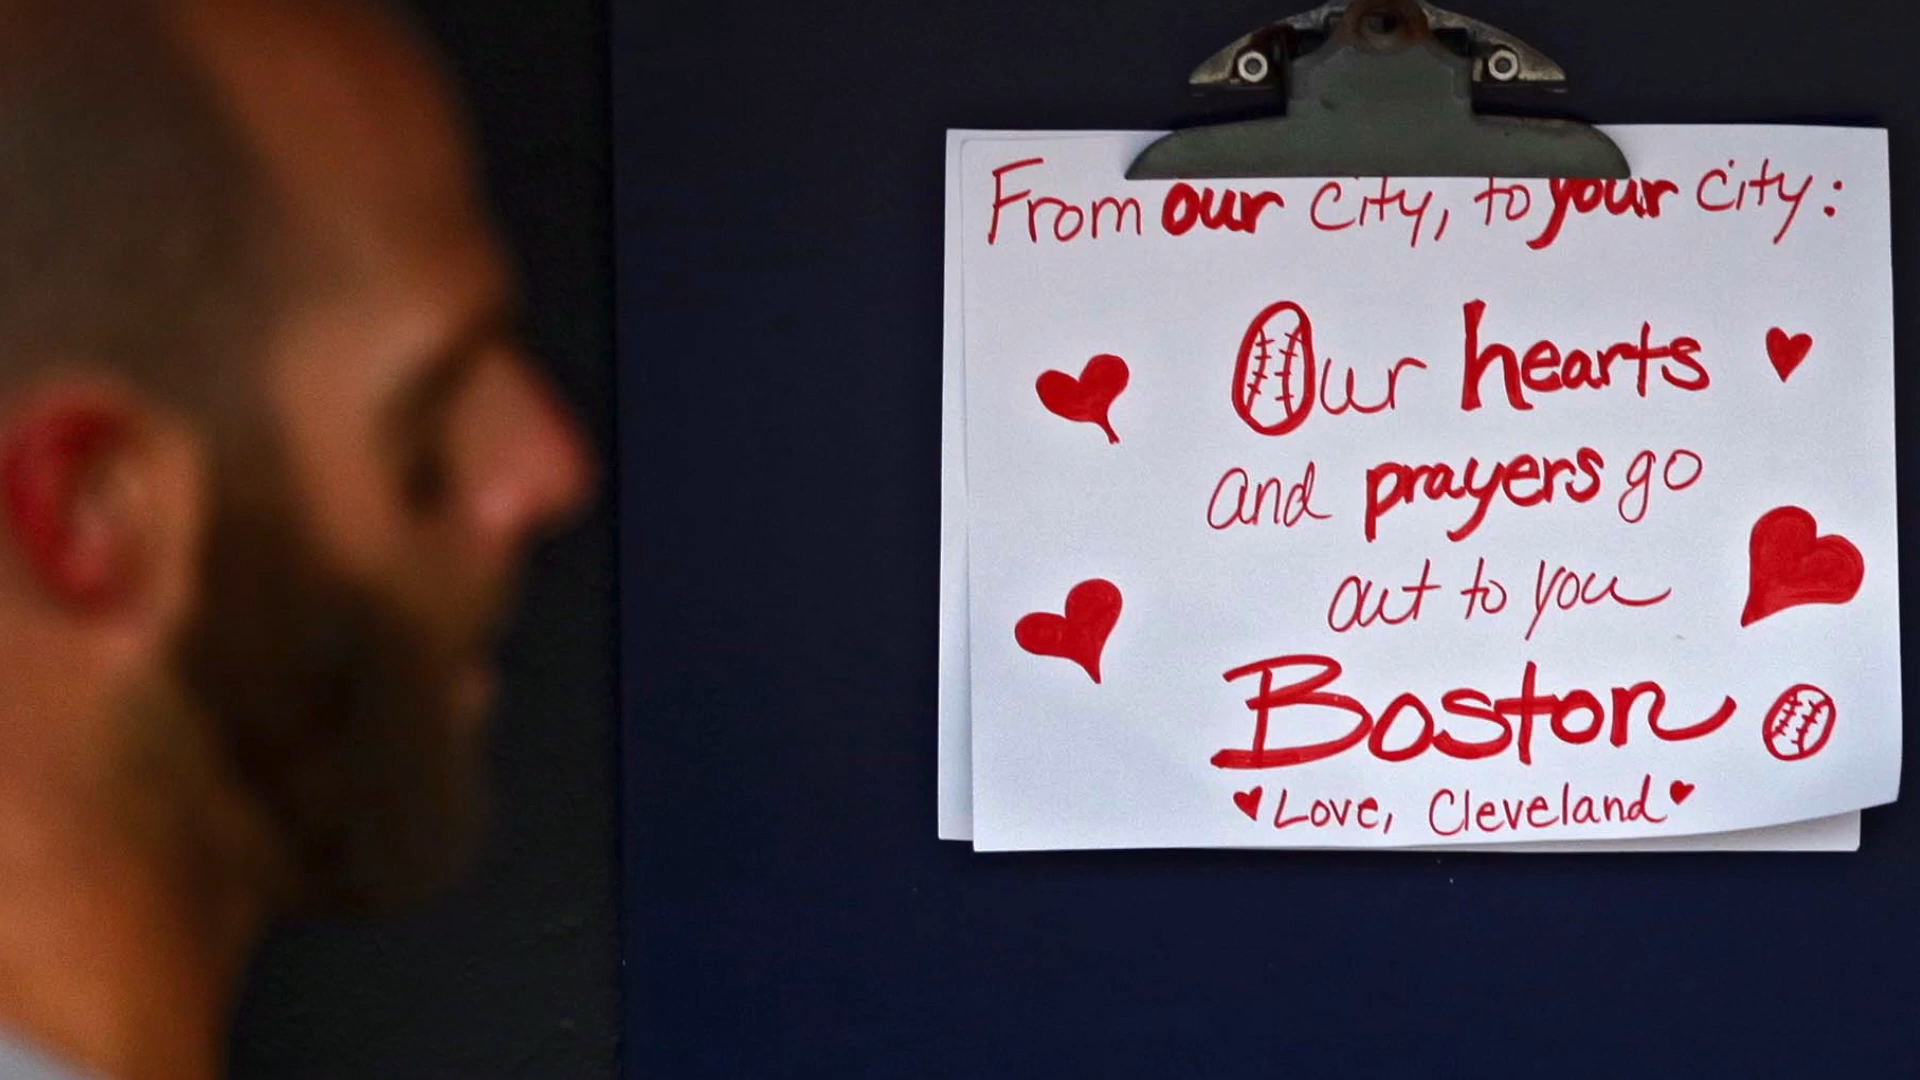 From our city, to your city:
Our hearts
and prayers go
out to you
Boston
Love, Cleveland